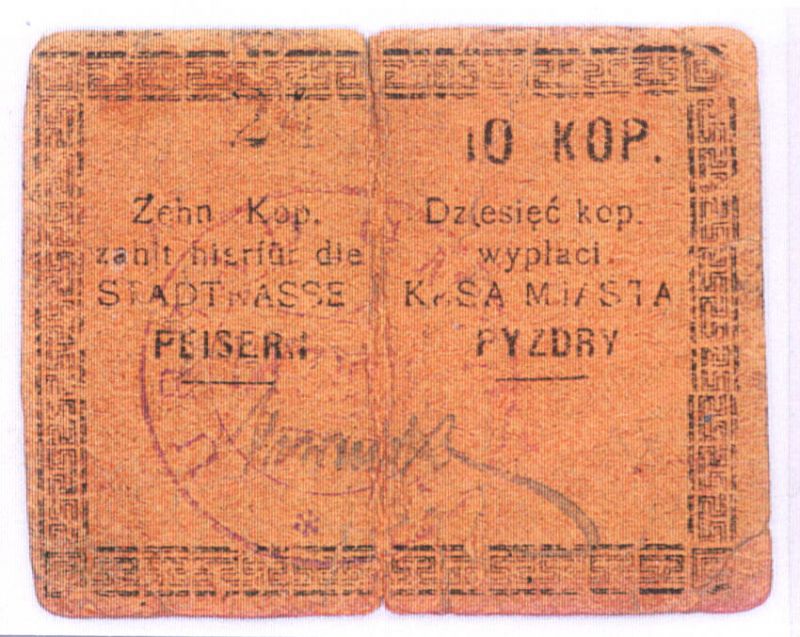 10 KOP.
Zehn Kop.
zahlt hierfür die
STADTKASSE
PEISERN
Dziesięć kop.
wypłaci
KASA MIASTA
PYZDRY